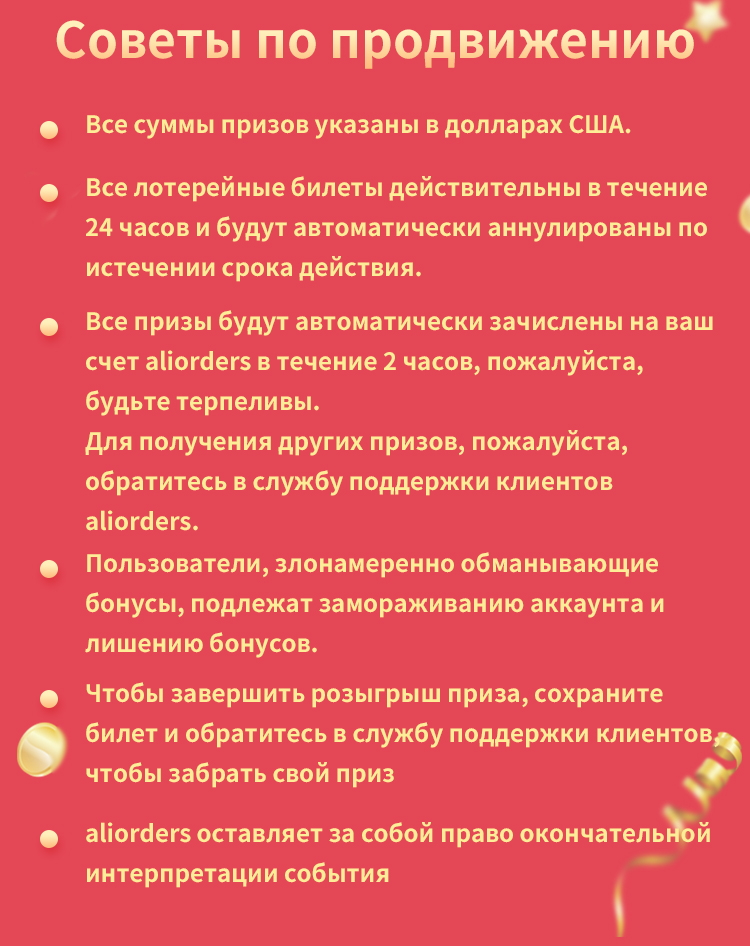 Советы по продвижению
Все суммы призов указаны в долларах США.
Все лотерейные билеты действительны в течение
24 часов и будут автоматически аннулированы по
истечении срока действия.
Все призы будут автоматически зачислены на ваш
счет aliorders в течение 2 часов, пожалуйста,
будьте терпеливы.
Для получения других призов, пожалуйста,
обратитесь в службу поддержки клиентов
aliorders.
Пользователи, злонамеренно обманывающие
бонусы, подлежат замораживанию аккаунта и
лишению бонусов.
Чтобы завершить розыгрыш приза, сохраните
билет и обратитесь в службу поддержки клиентов,
чтобы забрать свой приз
aliorders оставляет за собой право окончательной
интерпретации события